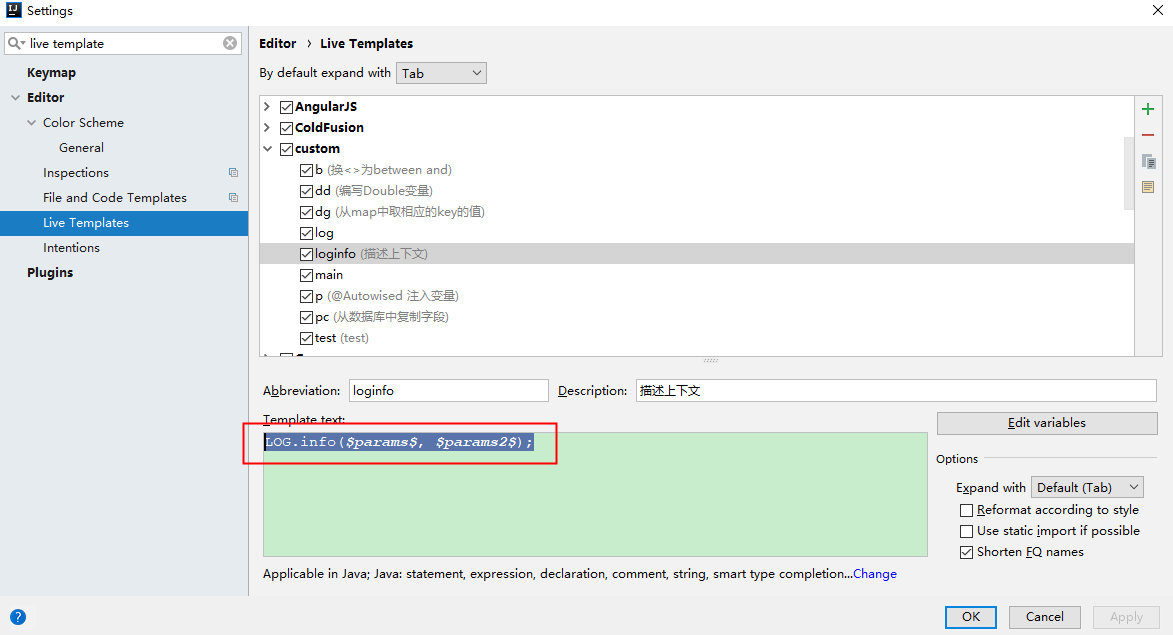 Settings
live template
Keymap
Editor
Color Scheme
General
Inspections
File and Code Templates
Live Templates
Intentions
Plugins
Editor › Live Templates
By default expand with Tab
AngularJS
ColdFusion
custom
b (换<>为between and)
dd (编写Double变量)
dg (从map中取相应的key的值)
log
loginfo (描述上下文)
main
p (@Autowised 注入变量)
pc (从数据库中复制字段)
test (test)
Abbreviation: loginfo Description: 描述上下文
Template text:
LOG.info($params$, $params2$);
Edit variables
Options
Expand with Default (Tab)
Reformat according to style
Use static import if possible
Shorten FQ names
Applicable in Java; Java: statement, expression, declaration, comment, string, smart type completion...Change
? OK Cancel Apply